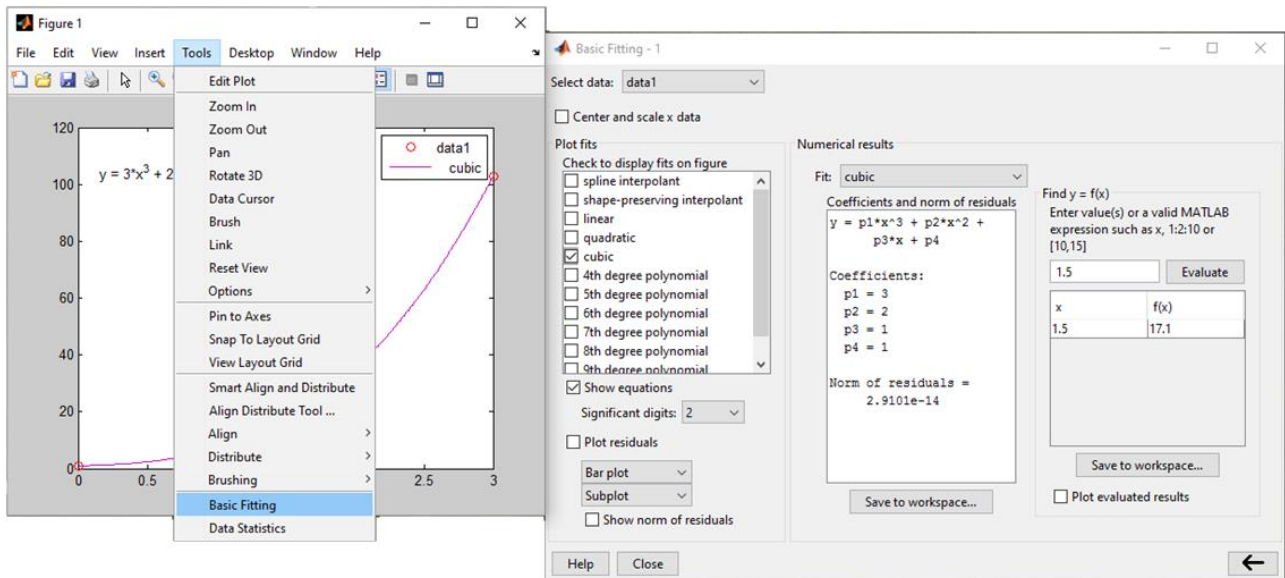 Figure 1
File Edit View Insert Tools Desktop Window Help
Edit Plot
Zoom In
Zoom Out
Pan
Rotate 3D
Data Cursor
Brush
Link
Reset View
Options
Pin to Axes
Snap To Layout Grid
View Layout Grid
Smart Align and Distribute
Align Distribute Tool ...
Align
Distribute
Brushing
Basic Fitting
Data Statistics
120
100
80
60
40
20
0
0 0.5 2.5 3
y = 3*x^3 + 2
data1
cubic
Basic Fitting - 1
Select data: data1
Center and scale x data
Plot fits
Check to display fits on figure
spline interpolant
shape-preserving interpolant
linear
quadratic
cubic
4th degree polynomial
5th degree polynomial
6th degree polynomial
7th degree polynomial
8th degree polynomial
9th degree polynomial
Show equations
Significant digits: 2
Plot residuals
Bar plot
Subplot
Show norm of residuals
Numerical results
Fit: cubic
Coefficients and norm of residuals
y = p1*x^3 + p2*x^2 +
p3*x + p4
Coefficients:
p1 = 3
p2 = 2
p3 = 1
p4 = 1
Norm of residuals =
2.9101e-14
Save to workspace...
Find y = f(x)
Enter value(s) or a valid MATLAB
expression such as x, 1:2:10 or
[10,15]
1.5 Evaluate
x f(x)
1.5 17.1
Save to workspace...
Plot evaluated results
Help Close